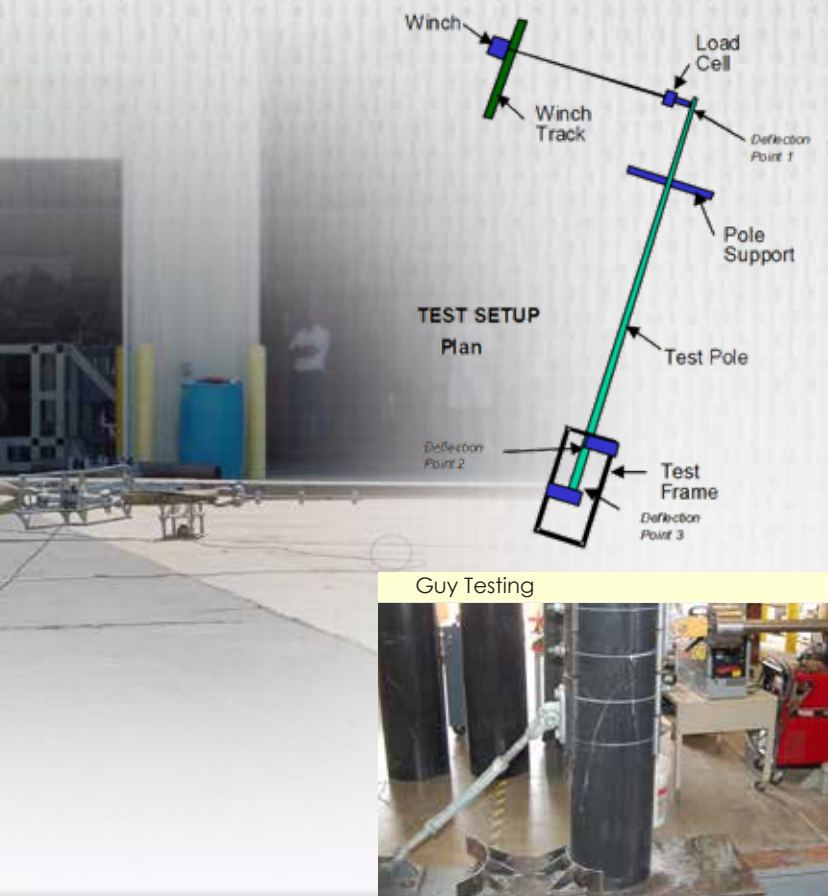 Winch
Load
Cell
Winch
Track
Deflection
Point 1
Pole
Support
TEST SETUP
Plan
Test Pole
Deflection
Point 2
Test
Frame
Deflection
Point 3
Guy Testing